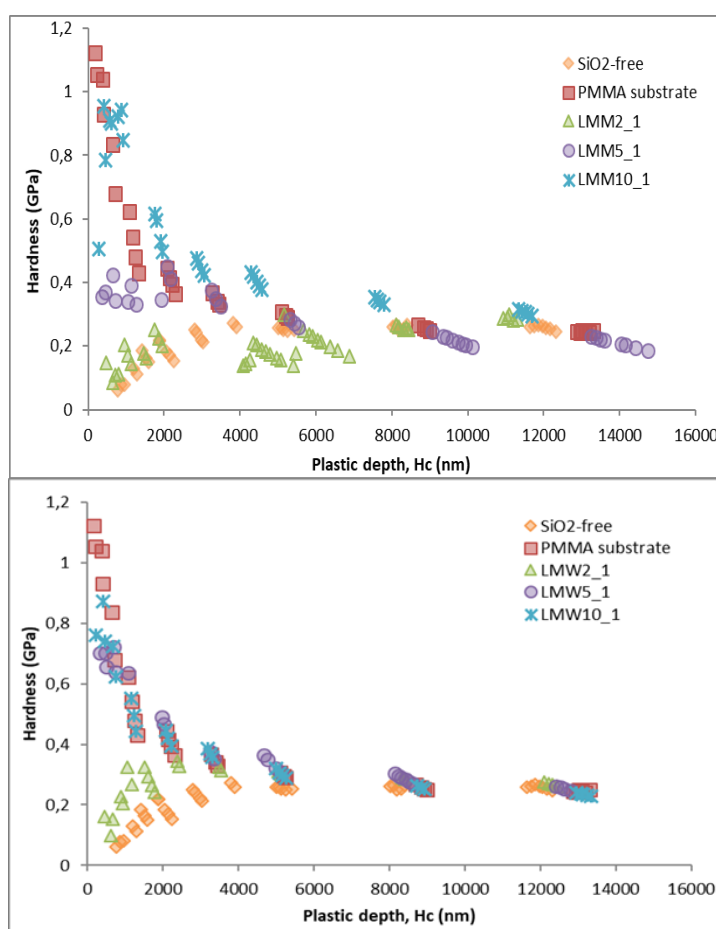 1,2
1
0,8
0,6
0,4
0,2
0
Hardness (GPa)
SiO2-free
PMMA substrate
LMM2_1
LMM5_1
LMM10_1
0 2000 4000 6000 8000 10000 12000 14000 16000
Plastic depth, Hc (nm)
1,2
1
0,8
0,6
0,4
0,2
0
Hardness (GPa)
SiO2-free
PMMA substrate
LMW2_1
LMW5_1
LMW10_1
0 2000 4000 6000 8000 10000 12000 14000 16000
Plastic depth, Hc (nm)